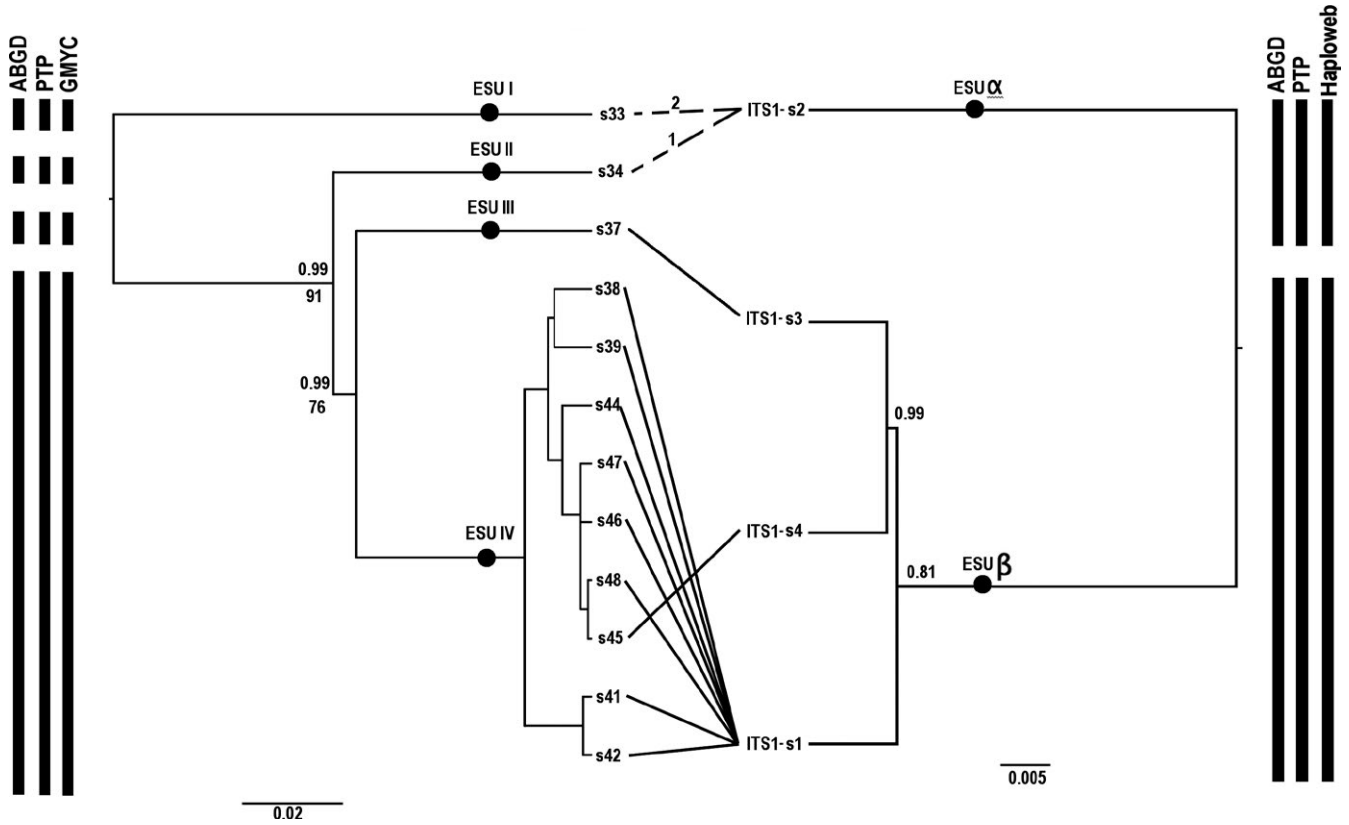 ABGD
PTP
GMYC
ABGD
PTP
Haploweb
ESU I
s33
2
ITS1-s2
ESU α
1
ESU II
s34
ESU III
s37
0.99
91
s38
ITS1-s3
s39
0.99
76
s44
0.99
s47
s46
ITS1-s4
ESU IV
s48
0.81
ESU β
s45
s41
s42
ITS1-s1
0.005
0.02